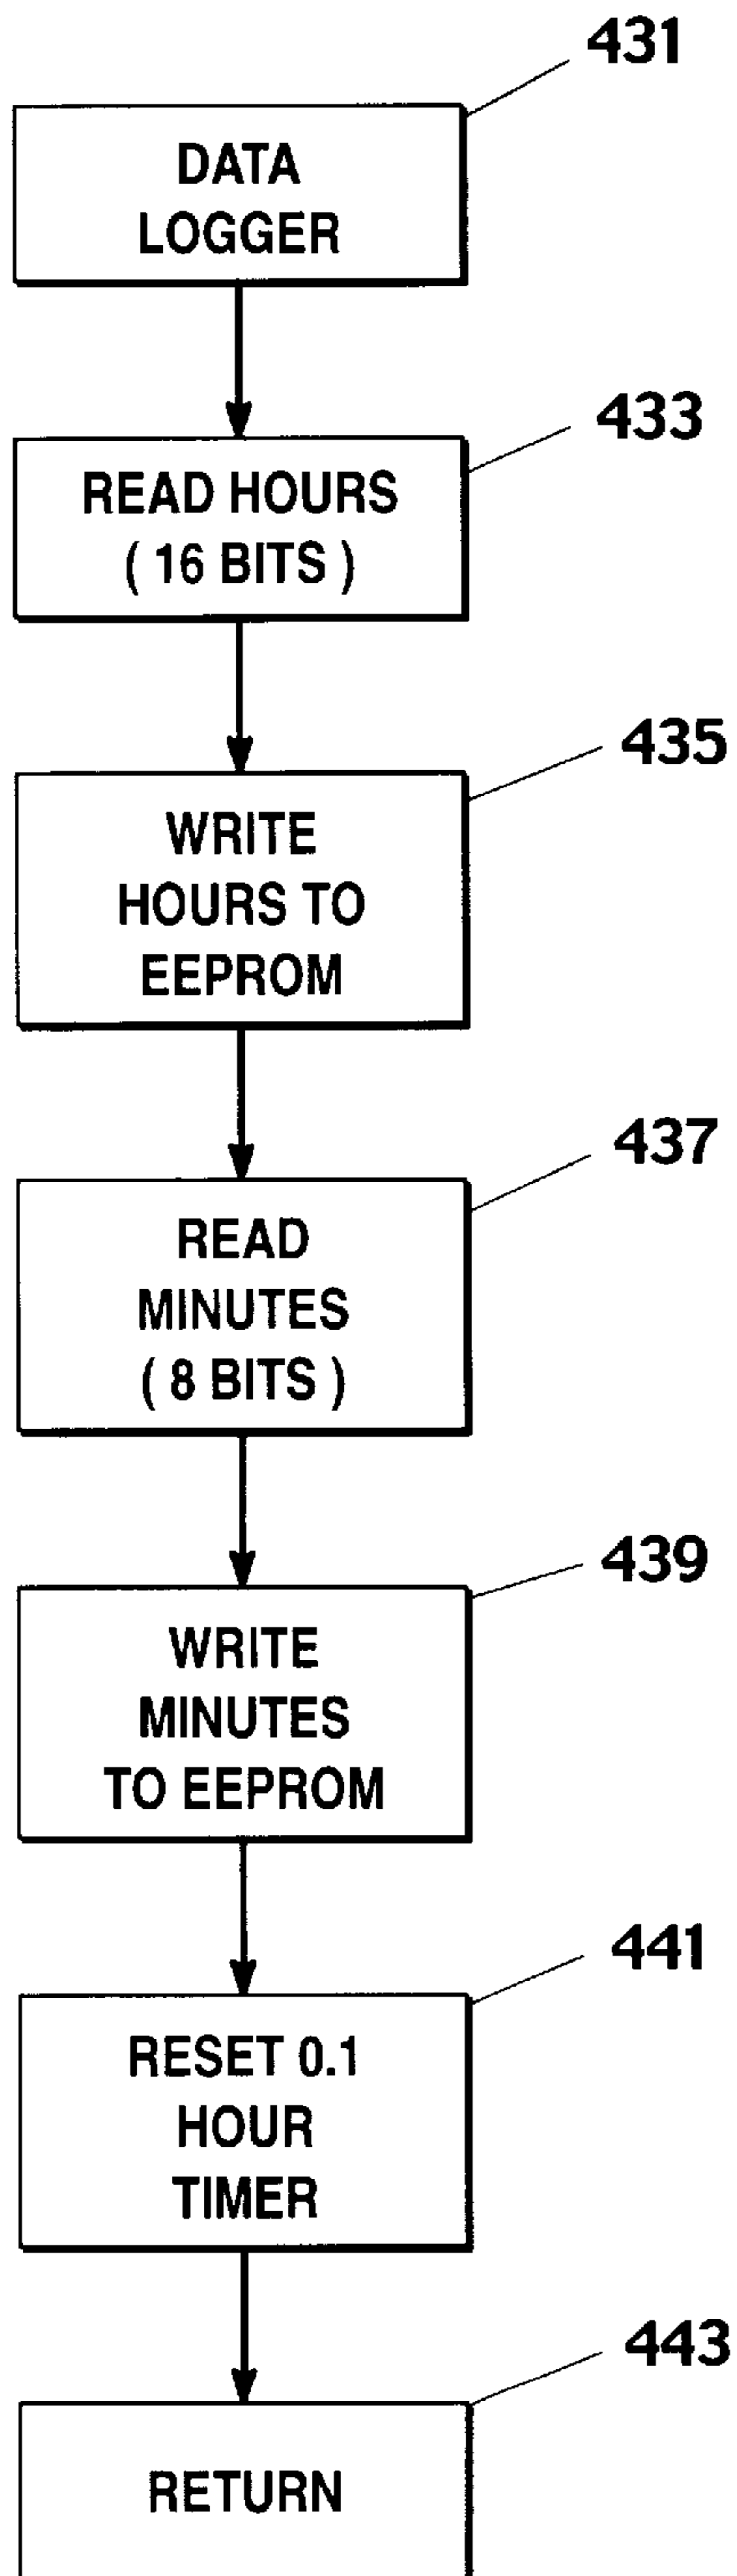 431
DATA
LOGGER
433
READ HOURS
( 16 BITS )
435
WRITE
HOURS TO
EEPROM
437
READ
MINUTES
( 8 BITS )
439
WRITE
MINUTES
TO EEPROM
441
RESET 0.1
HOUR
TIMER
443
RETURN